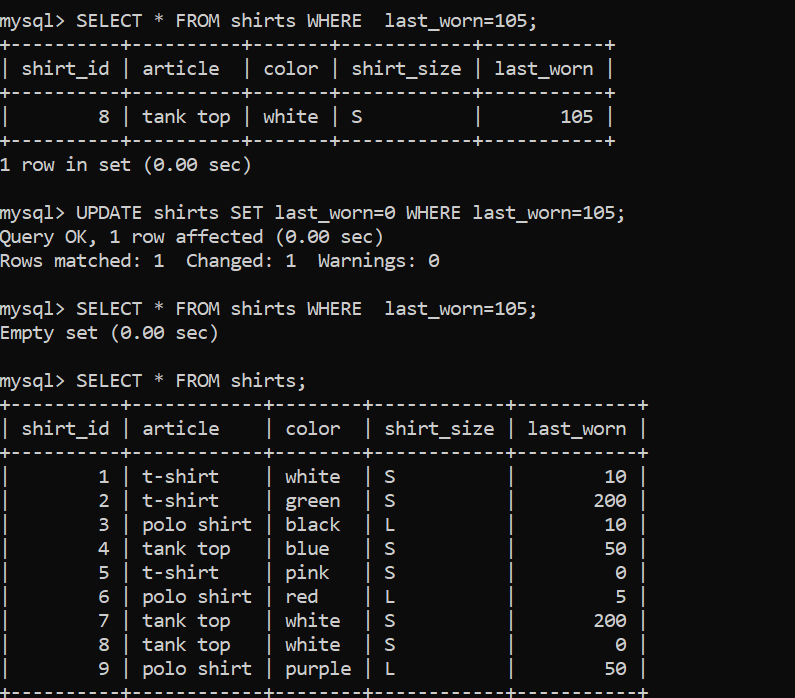 mysql> SELECT * FROM shirts WHERE  last_worn=105;
+----------+----------+-------+------------+-----------+
| shirt_id | article  | color | shirt_size | last_worn |
+----------+----------+-------+------------+-----------+
|        8 | tank top | white | S          |       105 |
+----------+----------+-------+------------+-----------+
1 row in set (0.00 sec)

mysql> UPDATE shirts SET last_worn=0 WHERE last_worn=105;
Query OK, 1 row affected (0.00 sec)
Rows matched: 1  Changed: 1  Warnings: 0

mysql> SELECT * FROM shirts WHERE  last_worn=105;
Empty set (0.00 sec)

mysql> SELECT * FROM shirts;
+----------+------------+--------+------------+-----------+
| shirt_id | article    | color  | shirt_size | last_worn |
+----------+------------+--------+------------+-----------+
|        1 | t-shirt    | white  | S          |        10 |
|        2 | t-shirt    | green  | S          |       200 |
|        3 | polo shirt | black  | L          |        10 |
|        4 | tank top   | blue   | S          |        50 |
|        5 | t-shirt    | pink   | S          |         0 |
|        6 | polo shirt | red    | L          |         5 |
|        7 | tank top   | white  | S          |       200 |
|        8 | tank top   | white  | S          |         0 |
|        9 | polo shirt | purple | L          |        50 |
+----------+------------+--------+------------+-----------+